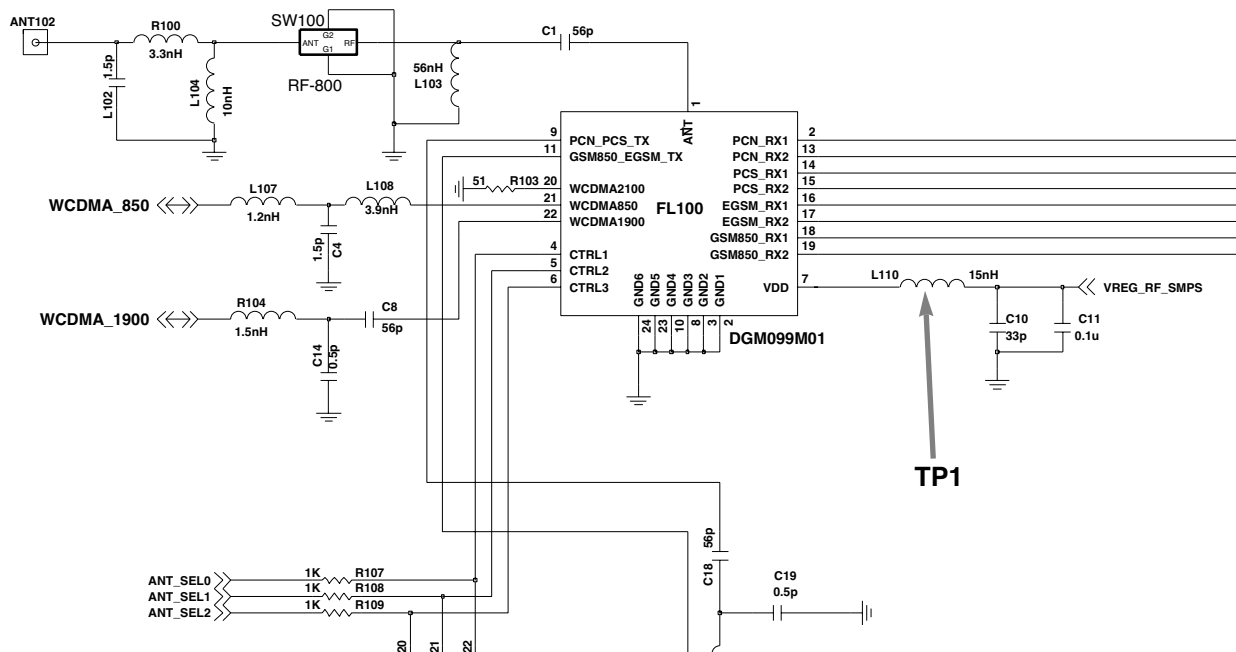 ANT102
R100
3.3nH
1.5p
L102
L104
10nH
SW100
G2
ANT
RF
G1
RF-800
56nH
L103
C1
56p
1
ANT
9
PCN_PCS_TX
11
GSM850_EGSM_TX
51
R103
20
WCDMA2100
21
WCDMA850
22
WCDMA1900
4
CTRL1
5
CTRL2
6
CTRL3
FL100
PCN_RX1
2
PCN_RX2
13
PCS_RX1
14
PCS_RX2
15
EGSM_RX1
16
EGSM_RX2
17
GSM850_RX1
18
GSM850_RX2
19
VDD
7
GND6
GND5
GND4
GND3
GND2
GND1
24
23
10
8
3
2
DGM099M01
WCDMA_850
L107
1.2nH
L108
3.9nH
1.5p
C4
WCDMA_1900
R104
1.5nH
C8
56p
C14
0.5p
L110
15nH
VREG_RF_SMPS
C10
33p
C11
0.1u
TP1
56p
C18
C19
0.5p
ANT_SEL0
1K
R107
ANT_SEL1
1K
R108
ANT_SEL2
1K
R109
20
21
22